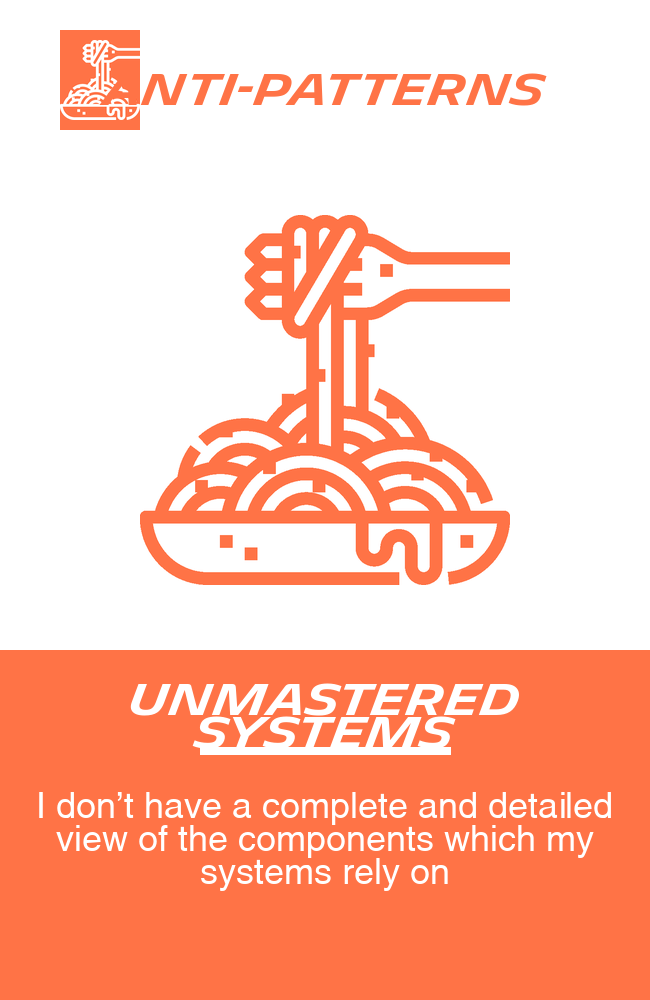 NTI-PATTERNS
UNMASTERED
SYSTEMS
I don’t have a complete and detailed
view of the components which my
systems rely on